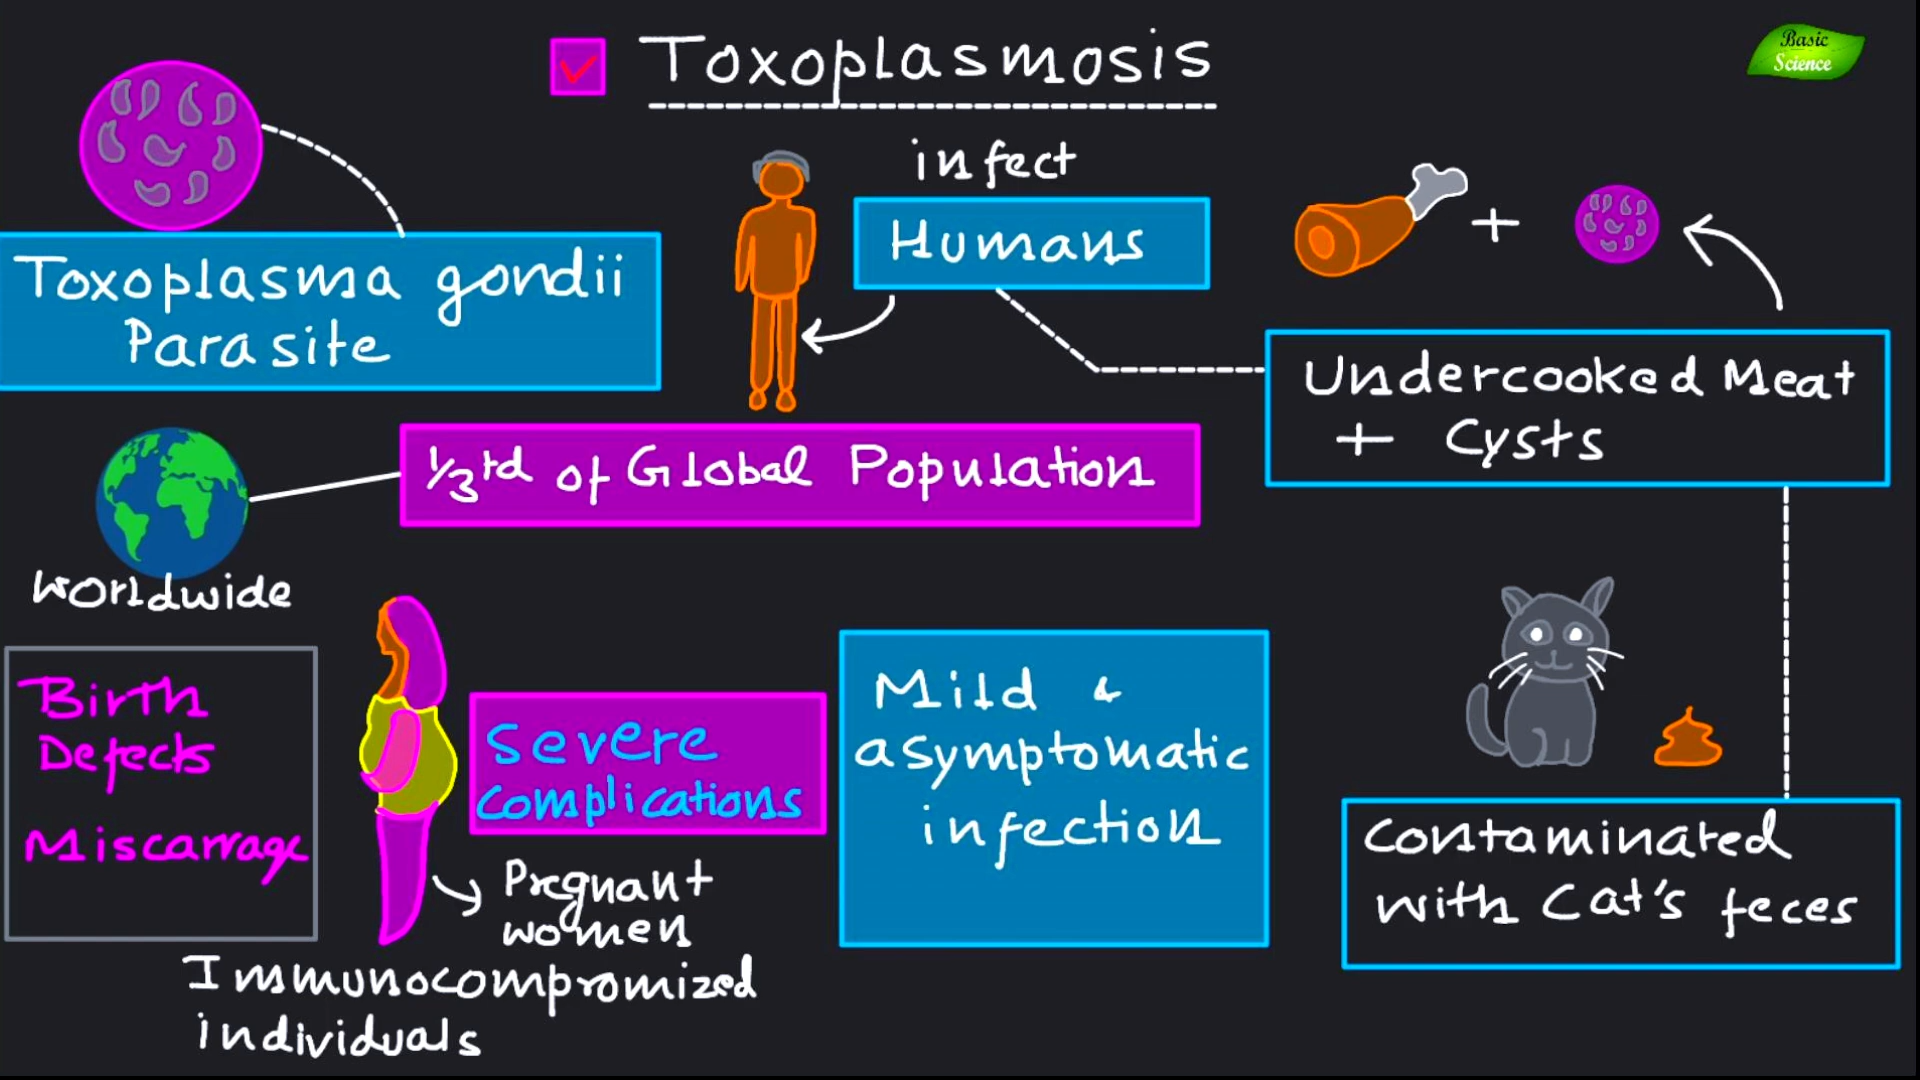 Toxoplasmosis
Basic
Science
infect
Humans
Toxoplasma gondii
Parasite
+
Undercooked Meat
+ Cysts
1/3rd of Global Population
Worldwide
Birth
Defects
Miscarrage
Severe
Complications
Mild &
asymptomatic
infection
Contaminated
with Cat's feces
Pregnant
women
Immunocompromized
individuals